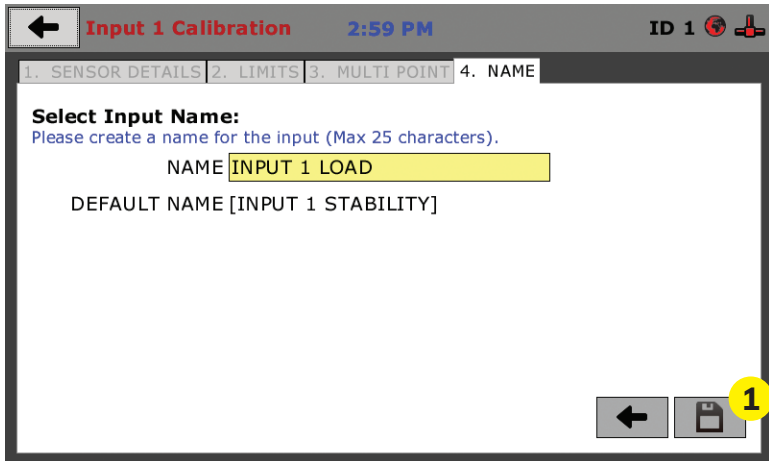 Input 1 Calibration 2:59 PM ID 1
1. SENSOR DETAILS 2. LIMITS 3. MULTI POINT 4. NAME
Select Input Name:
Please create a name for the input (Max 25 characters).
NAME INPUT 1 LOAD
DEFAULT NAME [INPUT 1 STABILITY]
1